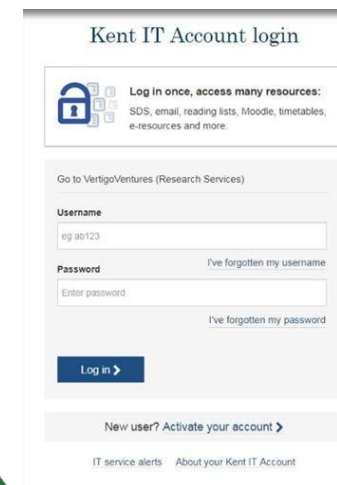 Kent IT Account login
Log in once, access many resources:
SDS, email, reading lists, Moodle, timetables,
e-resources and more.
Go to VertigoVentures (Research Services)
Username
eg ab123
I've forgotten my username
Password
Enter password
I've forgotten my password
Log in
New user? Activate your account
IT service alerts About your Kent IT Account